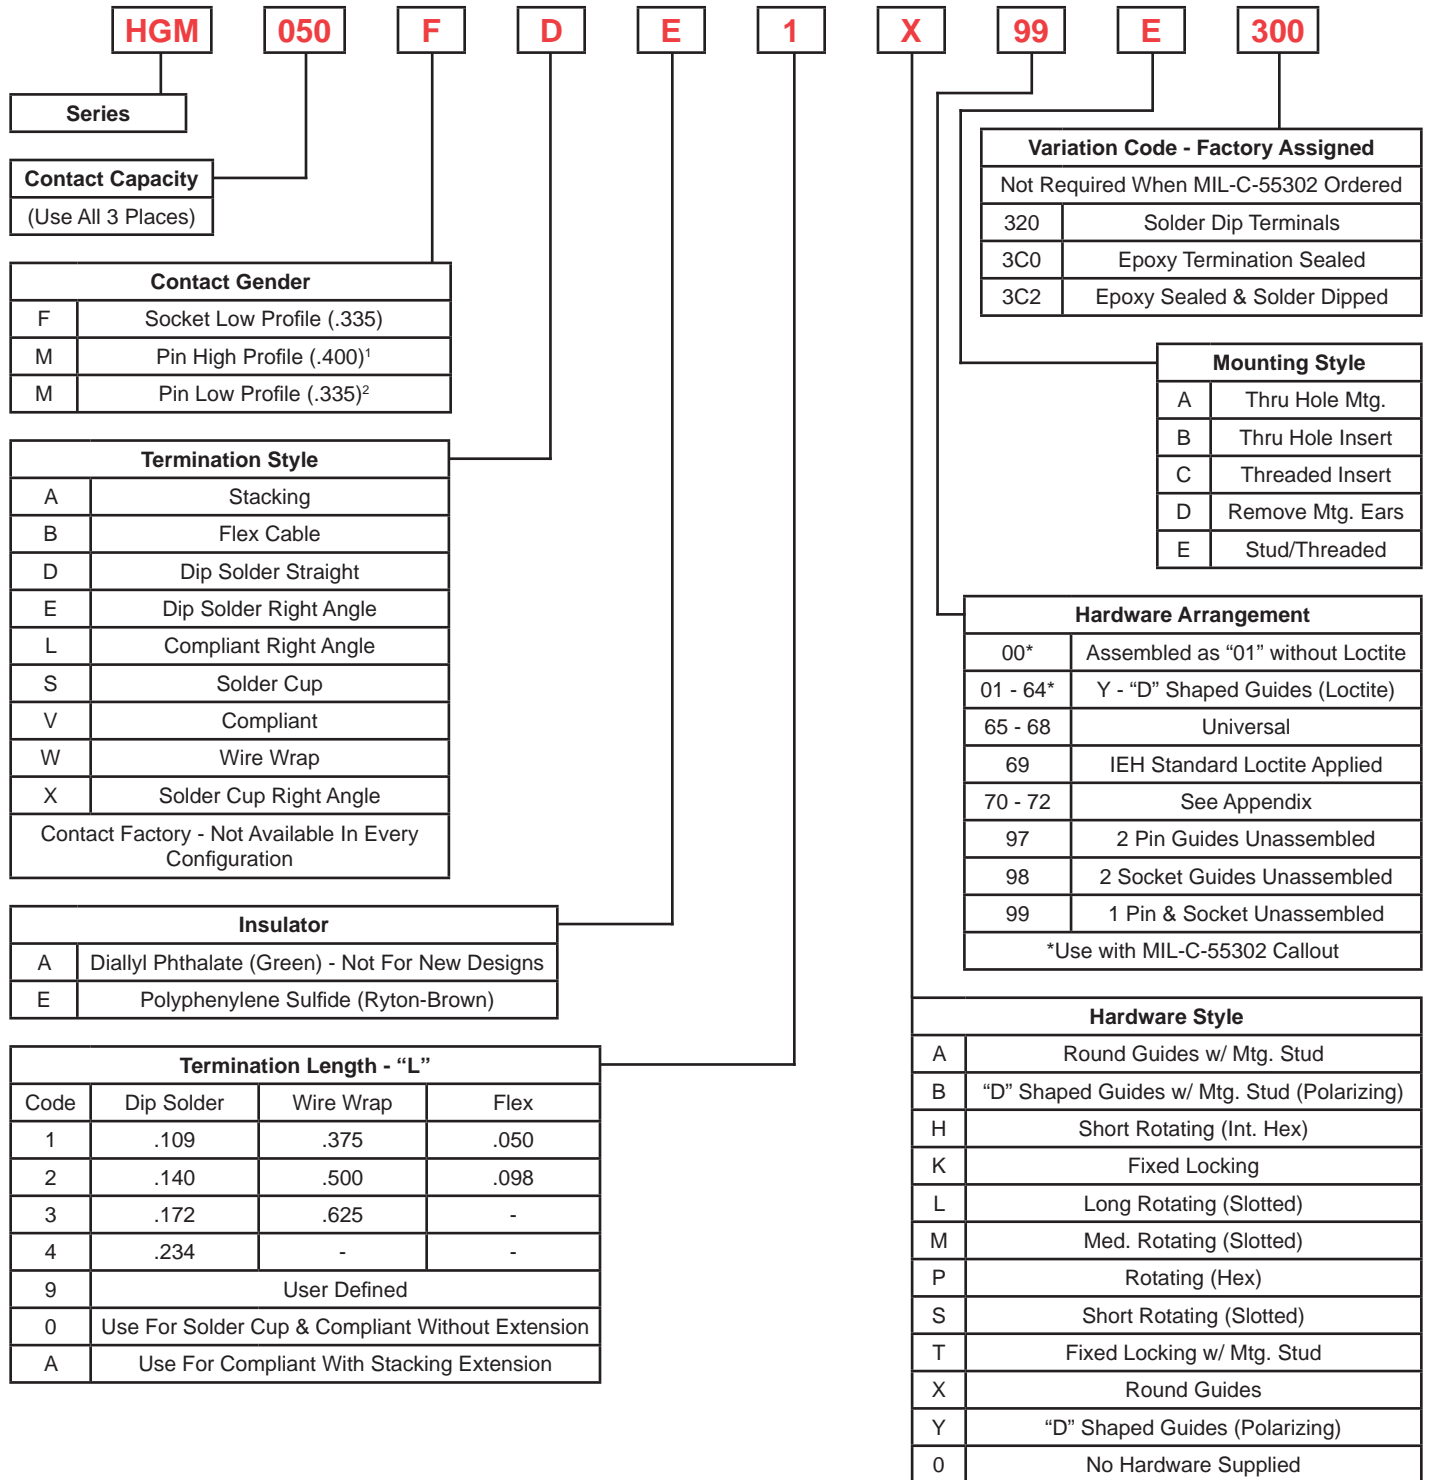 HGM 050 F D E 1 X 99 E 300
Series
Contact Capacity
(Use All 3 Places)
Contact Gender
F Socket Low Profile (.335)
M Pin High Profile (.400)¹
M Pin Low Profile (.335)²
Termination Style
A Stacking
B Flex Cable
D Dip Solder Straight
E Dip Solder Right Angle
L Compliant Right Angle
S Solder Cup
V Compliant
W Wire Wrap
X Solder Cup Right Angle
Contact Factory - Not Available In Every
Configuration
Insulator
A Diallyl Phthalate (Green) - Not For New Designs
E Polyphenylene Sulfide (Ryton-Brown)
Termination Length - “L”
Code Dip Solder Wire Wrap Flex
1 .109 .375 .050
2 .140 .500 .098
3 .172 .625 -
4 .234 - -
9 User Defined
0 Use For Solder Cup & Compliant Without Extension
A Use For Compliant With Stacking Extension
Variation Code - Factory Assigned
Not Required When MIL-C-55302 Ordered
320 Solder Dip Terminals
3C0 Epoxy Termination Sealed
3C2 Epoxy Sealed & Solder Dipped
Mounting Style
A Thru Hole Mtg.
B Thru Hole Insert
C Threaded Insert
D Remove Mtg. Ears
E Stud/Threaded
Hardware Arrangement
00* Assembled as “01” without Loctite
01 - 64* Y - “D” Shaped Guides (Loctite)
65 - 68 Universal
69 IEH Standard Loctite Applied
70 - 72 See Appendix
97 2 Pin Guides Unassembled
98 2 Socket Guides Unassembled
99 1 Pin & Socket Unassembled
*Use with MIL-C-55302 Callout
Hardware Style
A Round Guides w/ Mtg. Stud
B “D” Shaped Guides w/ Mtg. Stud (Polarizing)
H Short Rotating (Int. Hex)
K Fixed Locking
L Long Rotating (Slotted)
M Med. Rotating (Slotted)
P Rotating (Hex)
S Short Rotating (Slotted)
T Fixed Locking w/ Mtg. Stud
X Round Guides
Y “D” Shaped Guides (Polarizing)
0 No Hardware Supplied